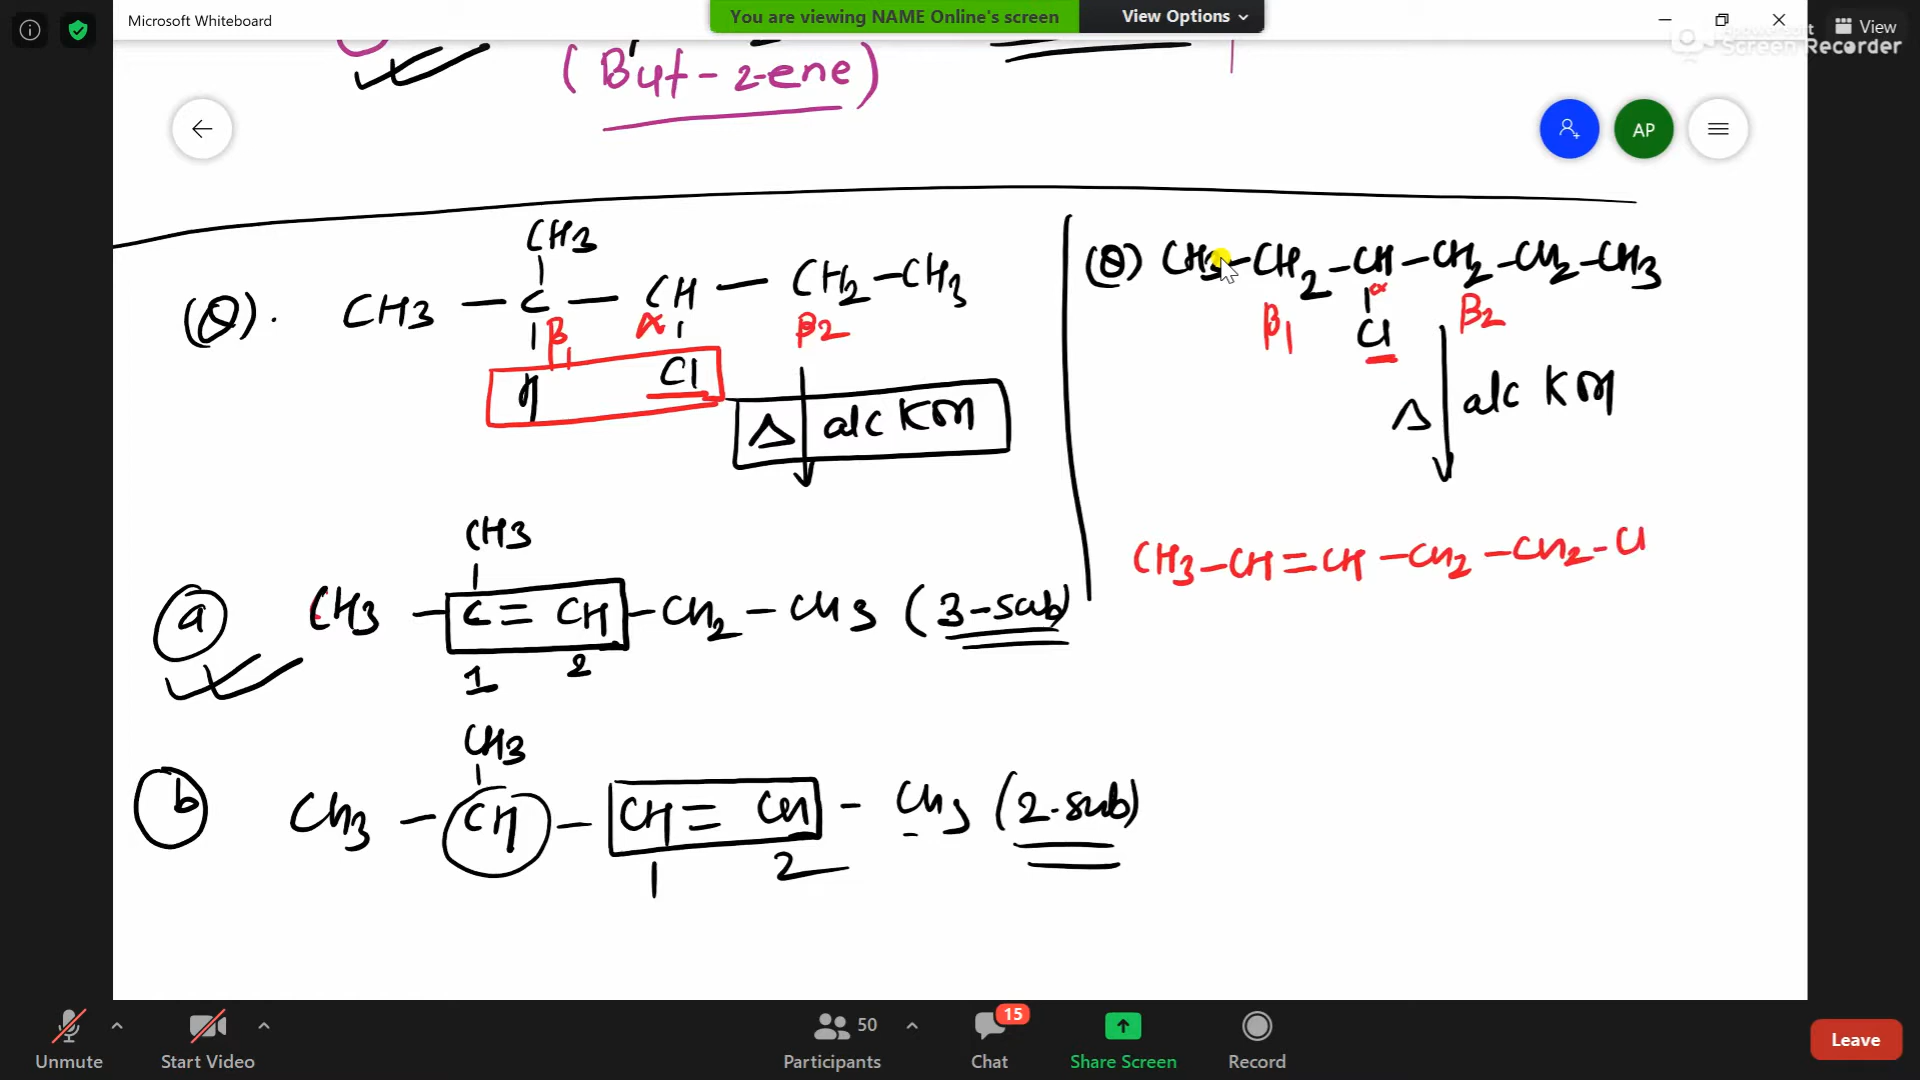 Microsoft Whiteboard
You are viewing NAME Online's screen
View Options
View
Screen Recorder
(But-2-ene)
AP
CH3
(Q). CH3 — C — CH — CH2 — CH3
β1 α β2
H Cl
Δ alc KOH
(Q) CH3 — CH2 — CH — CH2 — CH2 — CH3
α
β1 Cl β2
Δ alc KOH
CH3 — CH = CH — CH2 — CH2 — C
CH3
a CH3 — C = CH — CH2 — CH3 (3-sub)
1 2
CH3
b CH3 — CH — CH = CH — CH3 (2-sub)
1 2
Unmute
Start Video
50
Participants
15
Chat
Share Screen
Record
Leave